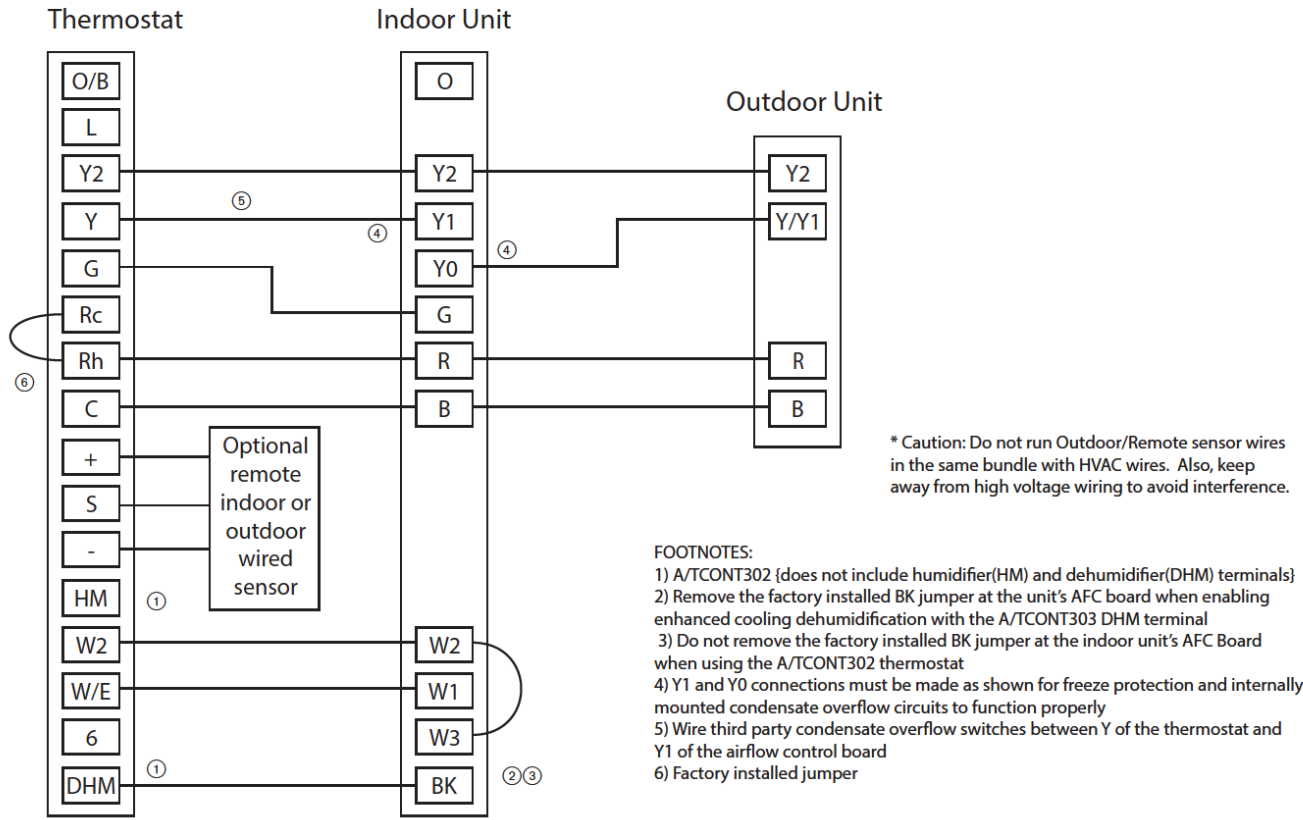 Thermostat
Indoor Unit
Outdoor Unit
O/B
L
Y2
Y
G
Rc
Rh
C
+
S
-
HM
W2
W/E
6
DHM
⑤
④
⑥
①
①
Optional
remote
indoor or
outdoor
wired
sensor
O
Y2
Y1
Y0
G
R
B
W2
W1
W3
BK
④
②③
Y2
Y/Y1
R
B
* Caution: Do not run Outdoor/Remote sensor wires
in the same bundle with HVAC wires. Also, keep
away from high voltage wiring to avoid interference.
FOOTNOTES:
1) A/TCONT302 {does not include humidifier(HM) and dehumidifier(DHM) terminals}
2) Remove the factory installed BK jumper at the unit's AFC board when enabling
enhanced cooling dehumidification with the A/TCONT303 DHM terminal
3) Do not remove the factory installed BK jumper at the indoor unit's AFC Board
when using the A/TCONT302 thermostat
4) Y1 and Y0 connections must be made as shown for freeze protection and internally
mounted condensate overflow circuits to function properly
5) Wire third party condensate overflow switches between Y of the thermostat and
Y1 of the airflow control board
6) Factory installed jumper